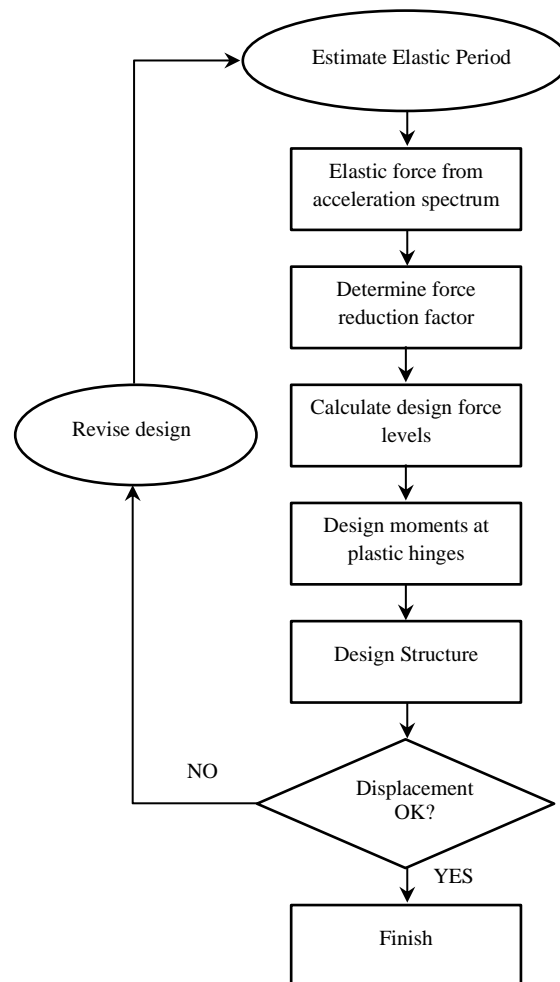 Estimate Elastic Period
Elastic force from
acceleration spectrum
Determine force
reduction factor
Calculate design force
levels
Revise design
Design moments at
plastic hinges
Design Structure
NO
Displacement
OK?
YES
Finish